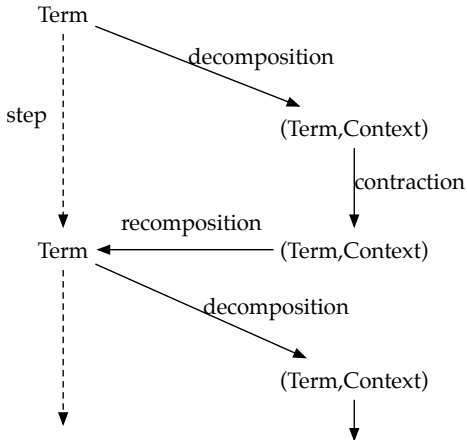 Term
decomposition
step
(Term,Context)
contraction
recomposition
Term
(Term,Context)
decomposition
(Term,Context)